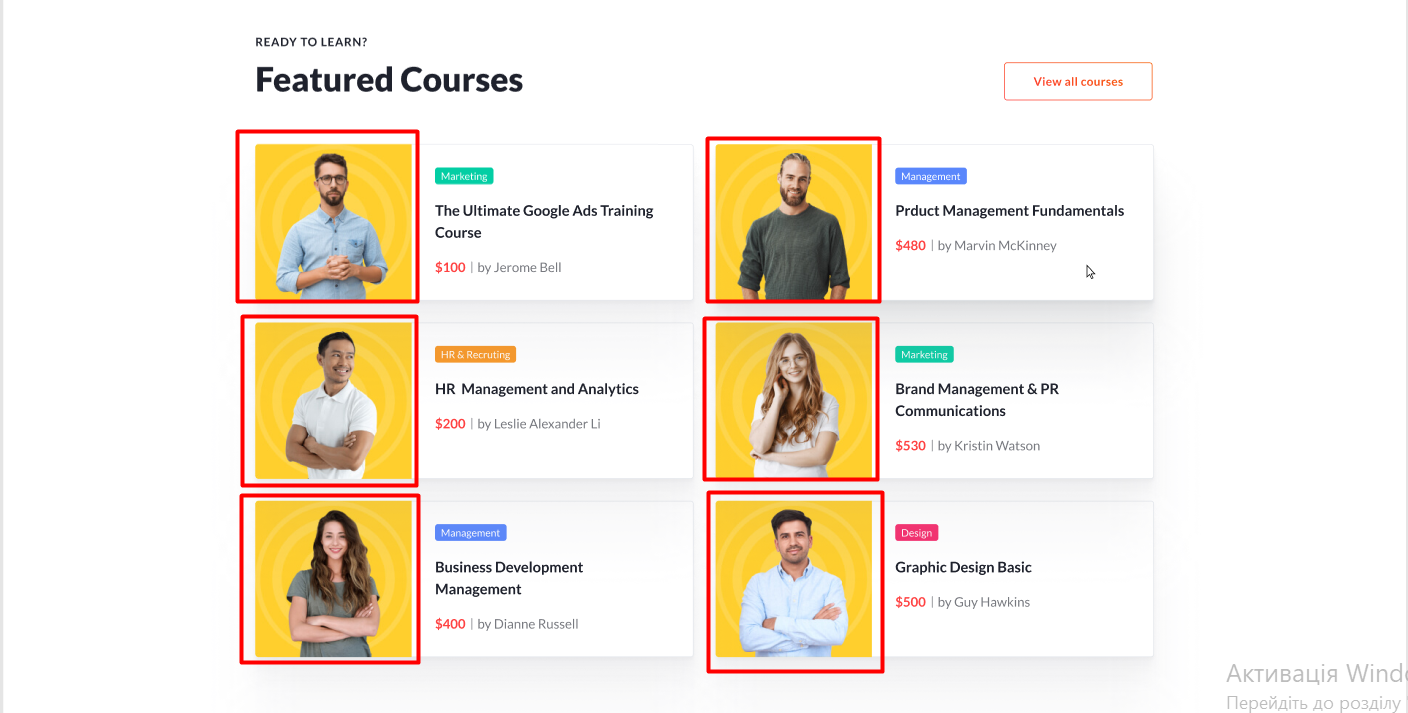 READY TO LEARN?
Featured Courses
View all courses
Marketing
The Ultimate Google Ads Training
Course
$100 | by Jerome Bell
Management
Prduct Management Fundamentals
$480 | by Marvin McKinney
HR & Recruting
HR Management and Analytics
$200 | by Leslie Alexander Li
Marketing
Brand Management & PR
Communications
$530 | by Kristin Watson
Management
Business Development
Management
$400 | by Dianne Russell
Design
Graphic Design Basic
$500 | by Guy Hawkins
Активація
Перейдіть до розділу